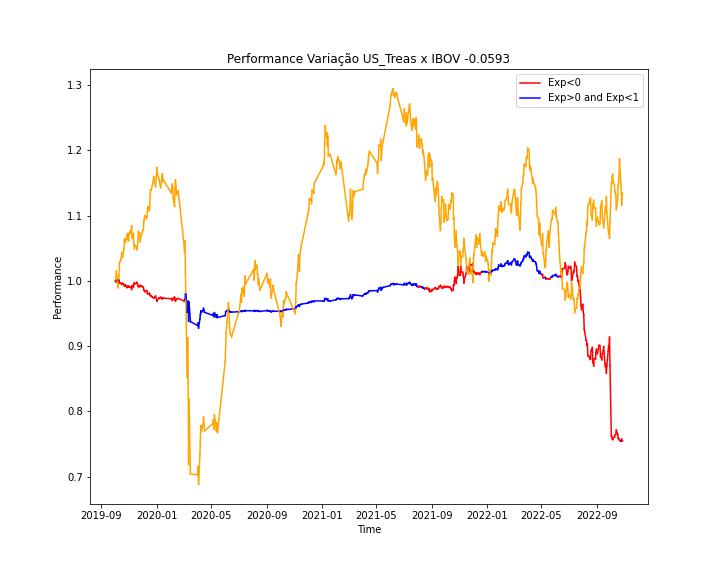 Performance Variação US_Treas x IBOV -0.0593
Exp<0
Exp>0 and Exp<1
Performance
1.3
1.2
1.1
1.0
0.9
0.8
0.7
2019-09 2020-01 2020-05 2020-09 2021-01 2021-05 2021-09 2022-01 2022-05 2022-09
Time